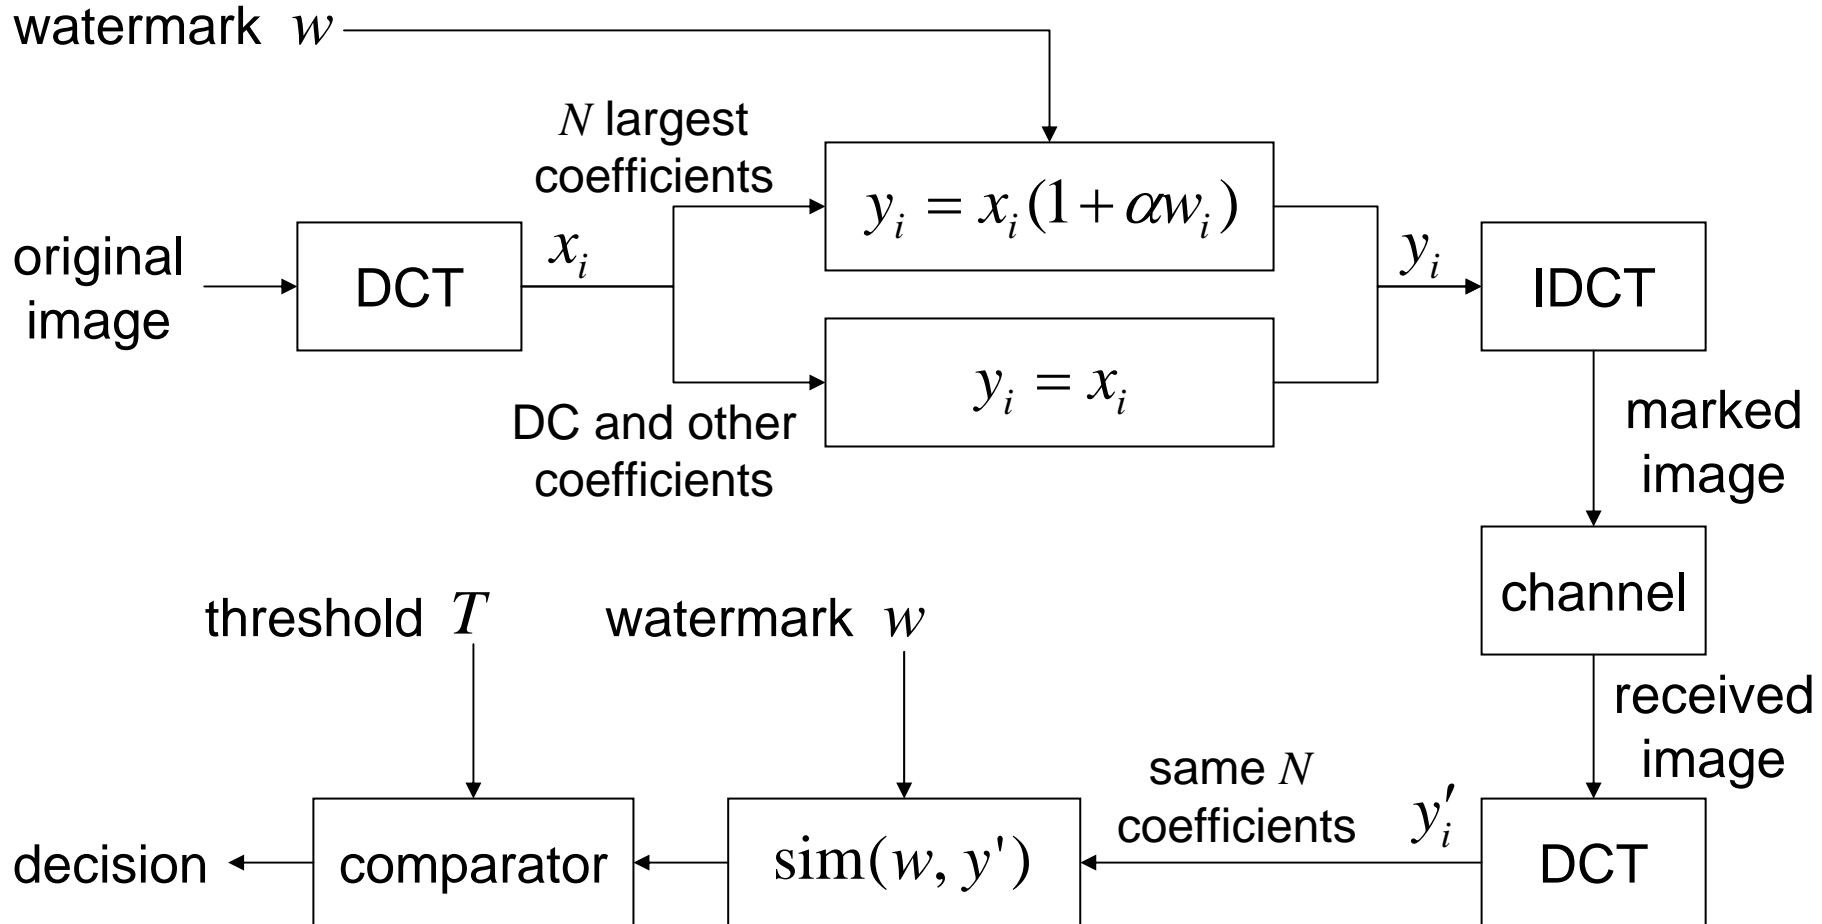 watermark w
N largest
coefficients
y_i = x_i(1 + αw_i)
original
image
DCT
x_i
y_i
IDCT
y_i = x_i
DC and other
coefficients
marked
image
channel
threshold T
watermark w
received
image
same N
coefficients
y'_i
decision
comparator
sim(w, y')
DCT